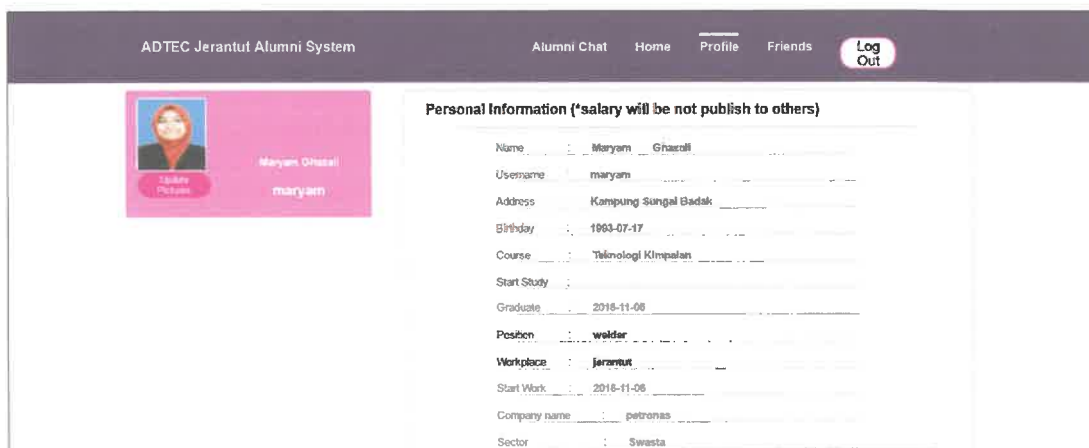 ADTEC Jerantut Alumni System
Alumni Chat Home Profile Friends Log Out
Maryam Ghazali
maryam
Update Pictures
Personal Information (*salary will be not publish to others)
Name : Maryam Ghazali
Username maryam
Address Kampung Sungai Badak
Birthday : 1993-07-17
Course : Teknologi Kimpalan
Start Study :
Graduate : 2016-11-06
Position : welder
Workplace : jerantut
Start Work : 2016-11-06
Company name : petronas
Sector : Swasta